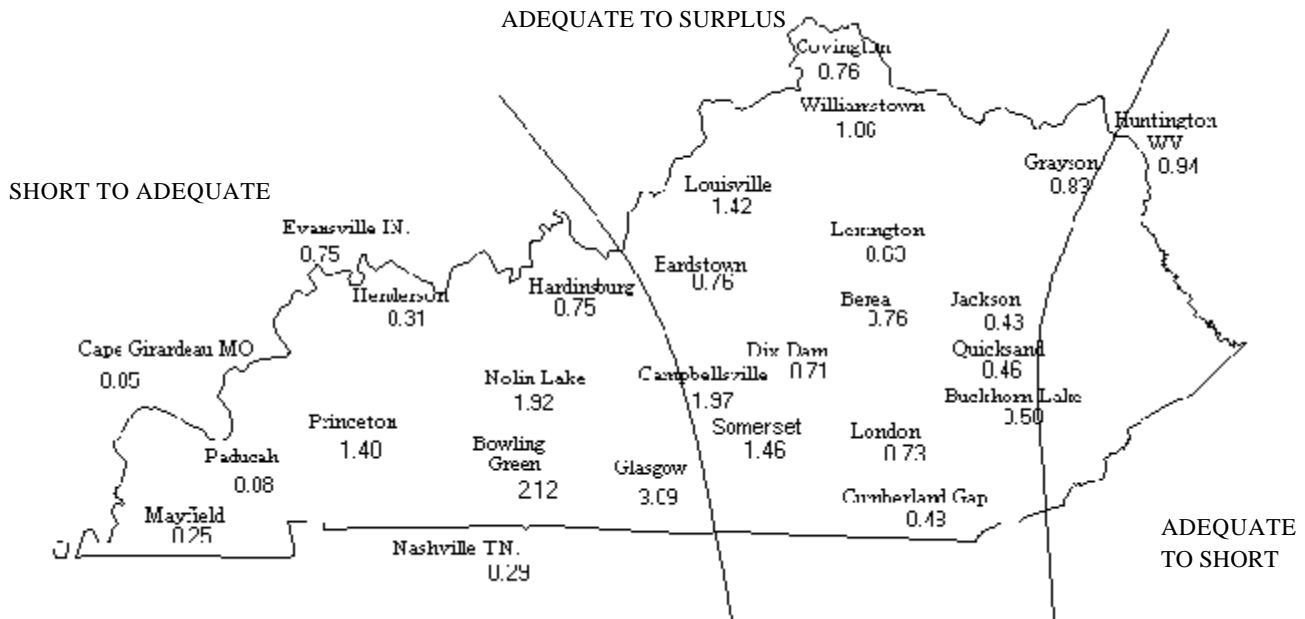 ADEQUATE TO SURPLUS
Covington
0.76
Williamstown
1.06
Huntington
WV
0.94
Grayson
0.83
SHORT TO ADEQUATE
Louisville
1.42
Evansville IN.
0.75
Lexington
Henderson
0.31
Hardinsburg
0.75
0.76
Berea
0.76
Jackson
0.43
Cape Girardeau MO
0.05
Nolin Lake
1.92
Campbellsville
1.97
Dix Dam
0.71
Quicksand
0.46
Buckhorn Lake
0.50
Princeton
1.40
Bowling
Green
2.12
Somerset
1.46
London
0.73
Paducah
0.08
Glasgow
3.09
Mayfield
0.25
Cumberland Gap
Nashville TN.
0.29
ADEQUATE
TO SHORT